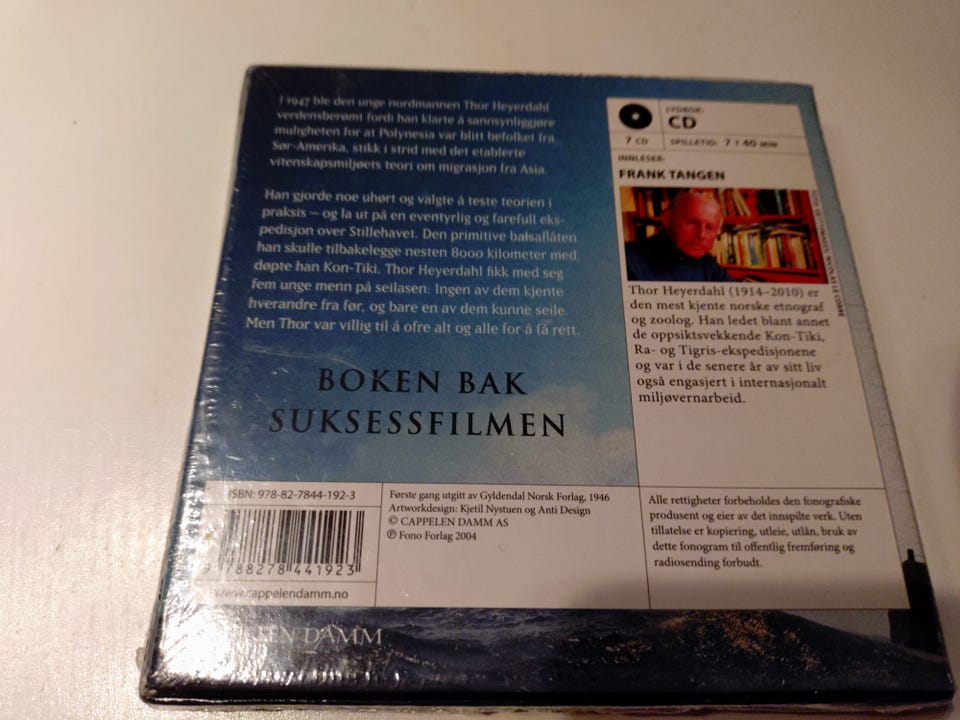 I 1947 ble den unge nordmannen Thor Heyerdahl
verdensberømt fordi han klarte å sannsynliggjøre
muligheten for at Polynesia var blitt befolket fra
Sør-Amerika, stikk i strid med det etablerte
vitenskapsmiljøets teori om migrasjon fra Asia.
Han gjorde noe uhørt og valgte å teste teorien i
praksis – og la ut på en eventyrlig og farefull eks-
pedisjon over Stillehavet. Den primitive balsaflåten
han skulle tilbakelegge nesten 8000 kilometer med,
døpte han Kon-Tiki. Thor Heyerdahl fikk med seg
fem unge menn på seilasen: Ingen av dem kjente
hverandre fra før, og bare en av dem kunne seile.
Men Thor var villig til å ofre alt og alle for å få rett.
BOKEN BAK
SUKSESSFILMEN
LYDBOK:
CD
7 CD
SPILLETID: 7 T 40 MIN
INNLESER:
FRANK TANGEN
Thor Heyerdahl (1914–2010) er
den mest kjente norske etnograf
og zoolog. Han ledet blant annet
de oppsiktsvekkende Kon-Tiki,
Ra- og Tigris-ekspedisjonene
og var i de senere år av sitt liv
også engasjert i internasjonalt
miljøvernarbeid.
ISBN: 978-82-7844-192-3
9 788278 441923
www.cappelendamm.no
Første gang utgitt av Gyldendal Norsk Forlag, 1946
Artworkdesign: Kjetil Nystuen og Anti Design
© CAPPELEN DAMM AS
℗ Fono Forlag 2004
Alle rettigheter forbeholdes den fonografiske
produsent og eier av det innspilte verk. Uten
tillatelse er kopiering, utleie, utlån, bruk av
dette fonogram til offentlig fremføring og
radiosending forbudt.
DAMM